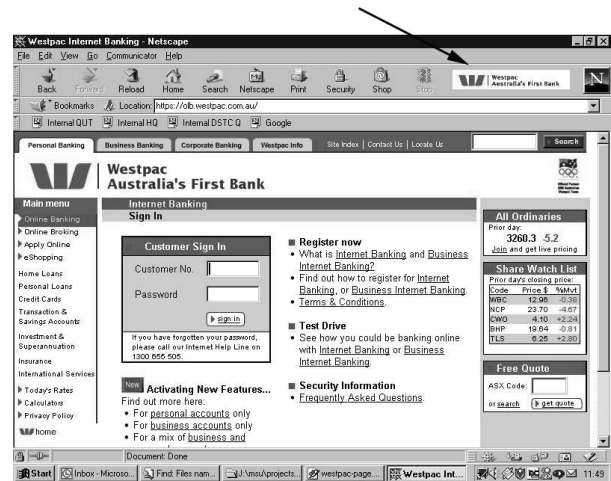 Westpac Internet Banking - Netscape
File Edit View Go Communicator Help
Back Forward Reload Home Search Netscape Print Security Shop Stop
Westpac
Australia's First Bank
N
Bookmarks Location: https://olb.westpac.com.au/
Internal QUT Internal HQ Internal DSTC Q Google
Personal Banking Business Banking Corporate Banking Westpac Info Site Index | Contact Us | Locate Us Search
Westpac
Australia's First Bank
Main menu
Online Banking
Online Broking
Apply Online
eShopping
Home Loans
Personal Loans
Credit Cards
Transaction &
Savings Accounts
Investment &
Superannuation
Insurance
International Services
Today's Rates
Calculators
Privacy Policy
home
Internet Banking
Sign In
Customer Sign In
Customer No.
Password
sign in
If you have forgotten your password,
please call our Internet Help Line on
1300 655 505.
New Activating New Features...
Find out more here:
• For personal accounts only
• For business accounts only
• For a mix of business and
Register now
• What is Internet Banking and Business
Internet Banking?
• Find out how to register for Internet
Banking, or Business Internet Banking.
• Terms & Conditions.
Test Drive
• See how you could be banking online
with Internet Banking or Business
Internet Banking.
Security Information
• Frequently Asked Questions.
All Ordinaries
Prior day:
3260.3 -5.2
Join and get live pricing
Share Watch List
Prior day's closing price:
Code Price $ %Mvt
WBC 12.96 -0.38
NCP 23.70 -4.67
CWO 4.10 +2.24
BHP 19.64 -0.81
TLS 6.25 +2.80
Free Quote
ASX Code:
or search get quote
Document: Done
Start Inbox - Microso... Find: Files nam... J:\msu\projects... westpac-page.... Westpac Int... 11:49